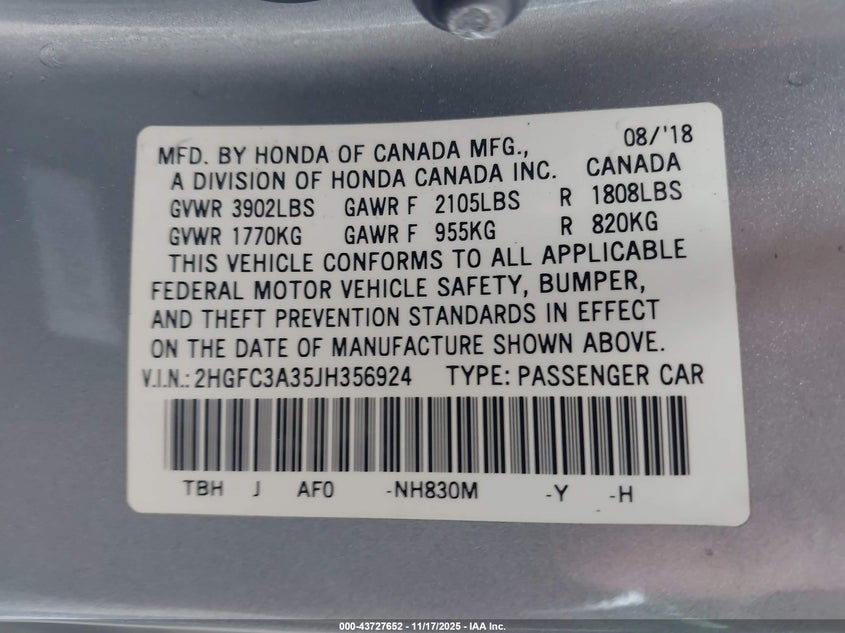 MFD. BY HONDA OF CANADA MFG., 08/'18
A DIVISION OF HONDA CANADA INC. CANADA
GVWR 3902LBS GAWR F 2105LBS R 1808LBS
GVWR 1770KG GAWR F 955KG R 820KG
THIS VEHICLE CONFORMS TO ALL APPLICABLE
FEDERAL MOTOR VEHICLE SAFETY, BUMPER,
AND THEFT PREVENTION STANDARDS IN EFFECT
ON THE DATE OF MANUFACTURE SHOWN ABOVE.
V.I.N.: 2HGFC3A35JH356924 TYPE: PASSENGER CAR
TBH J AF0 -NH830M -Y -H
000-43727652 - 11/17/2025 - IAA Inc.